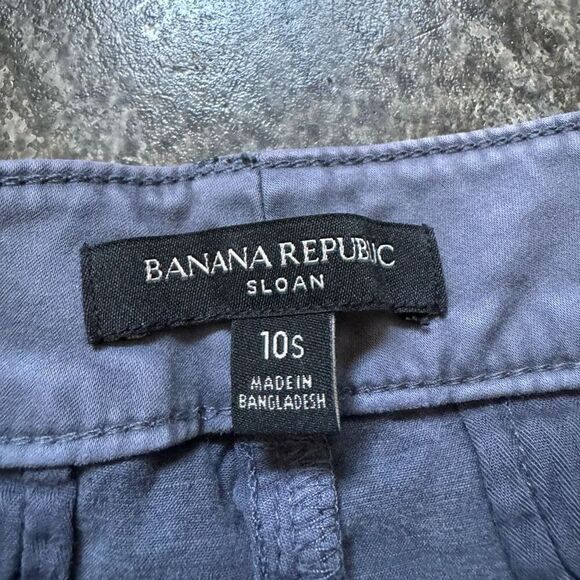 BANANA REPUBLIC
SLOAN
10S
MADE IN
BANGLADESH